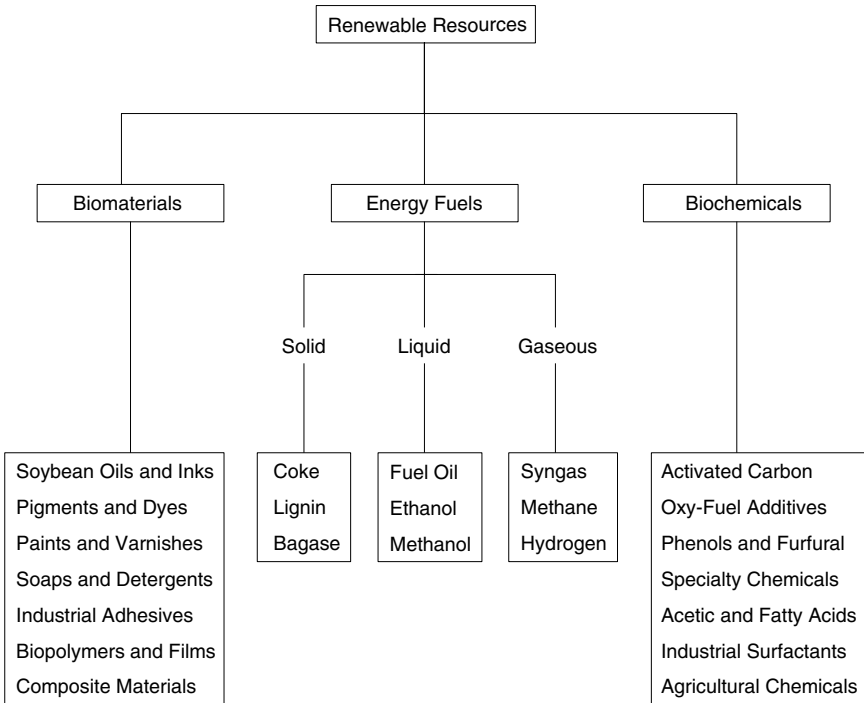 Renewable Resources
Biomaterials
Energy Fuels
Biochemicals
Solid
Liquid
Gaseous
Soybean Oils and Inks
Pigments and Dyes
Paints and Varnishes
Soaps and Detergents
Industrial Adhesives
Biopolymers and Films
Composite Materials
Coke
Lignin
Bagase
Fuel Oil
Ethanol
Methanol
Syngas
Methane
Hydrogen
Activated Carbon
Oxy-Fuel Additives
Phenols and Furfural
Specialty Chemicals
Acetic and Fatty Acids
Industrial Surfactants
Agricultural Chemicals